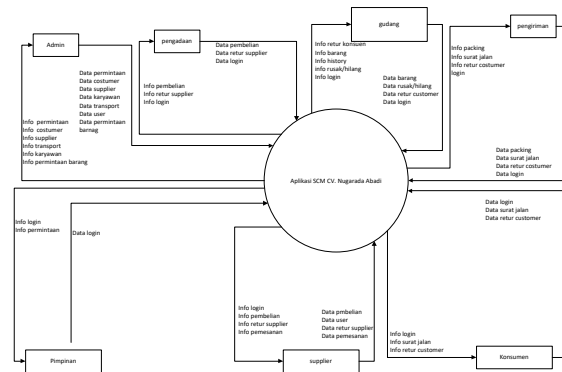 Admin
pengadaan
gudang
pengiriman
Data permintaan
Data costumer
Data supplier
Data karyawan
Data transport
Data user
Data permintaan
barnag
Info permintaan
Info costumer
Info supplier
Info transport
Info karyawan
Info permintaan barang
Data pembelian
Data retur supplier
Data login
Info pembelian
Info retur supplier
Info login
Info retur konsuen
Info barang
Info history
Info rusak/hilang
Info login
Data barang
Data rusak/hilang
Data retur customer
Data login
Info packing
Info surat jalan
Info retur costumer
login
Data packing
Data surat jalan
Data retur costumer
Data login
Aplikasi SCM CV. Nugarada Abadi
Data login
Data surat jalan
Data retur customer
Info login
Info permintaan
Data login
Info login
Info pembelian
Info retur supplier
Info pemesanan
Data pmbelian
Data user
Data retur supplier
Data pemesanan
Info login
Info surat jalan
Info retur customer
Pimpinan
supplier
Konsumen